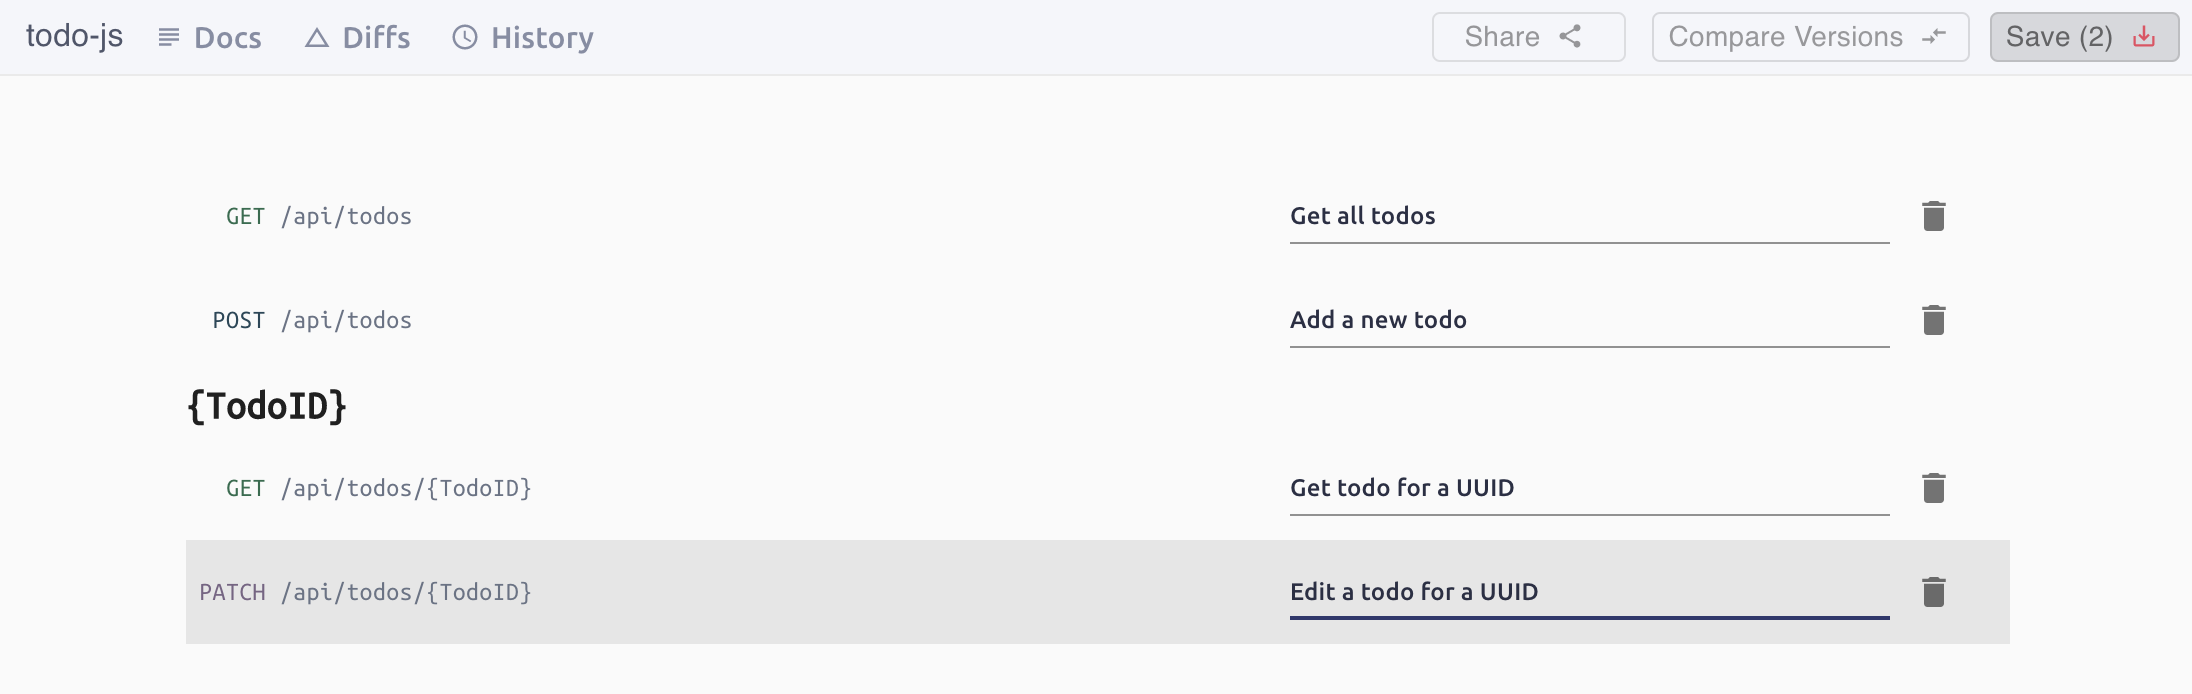 todo-js Docs Diffs History Share Compare Versions Save (2)
GET /api/todos Get all todos
POST /api/todos Add a new todo
{TodoID}
GET /api/todos/{TodoID} Get todo for a UUID
PATCH /api/todos/{TodoID} Edit a todo for a UUID